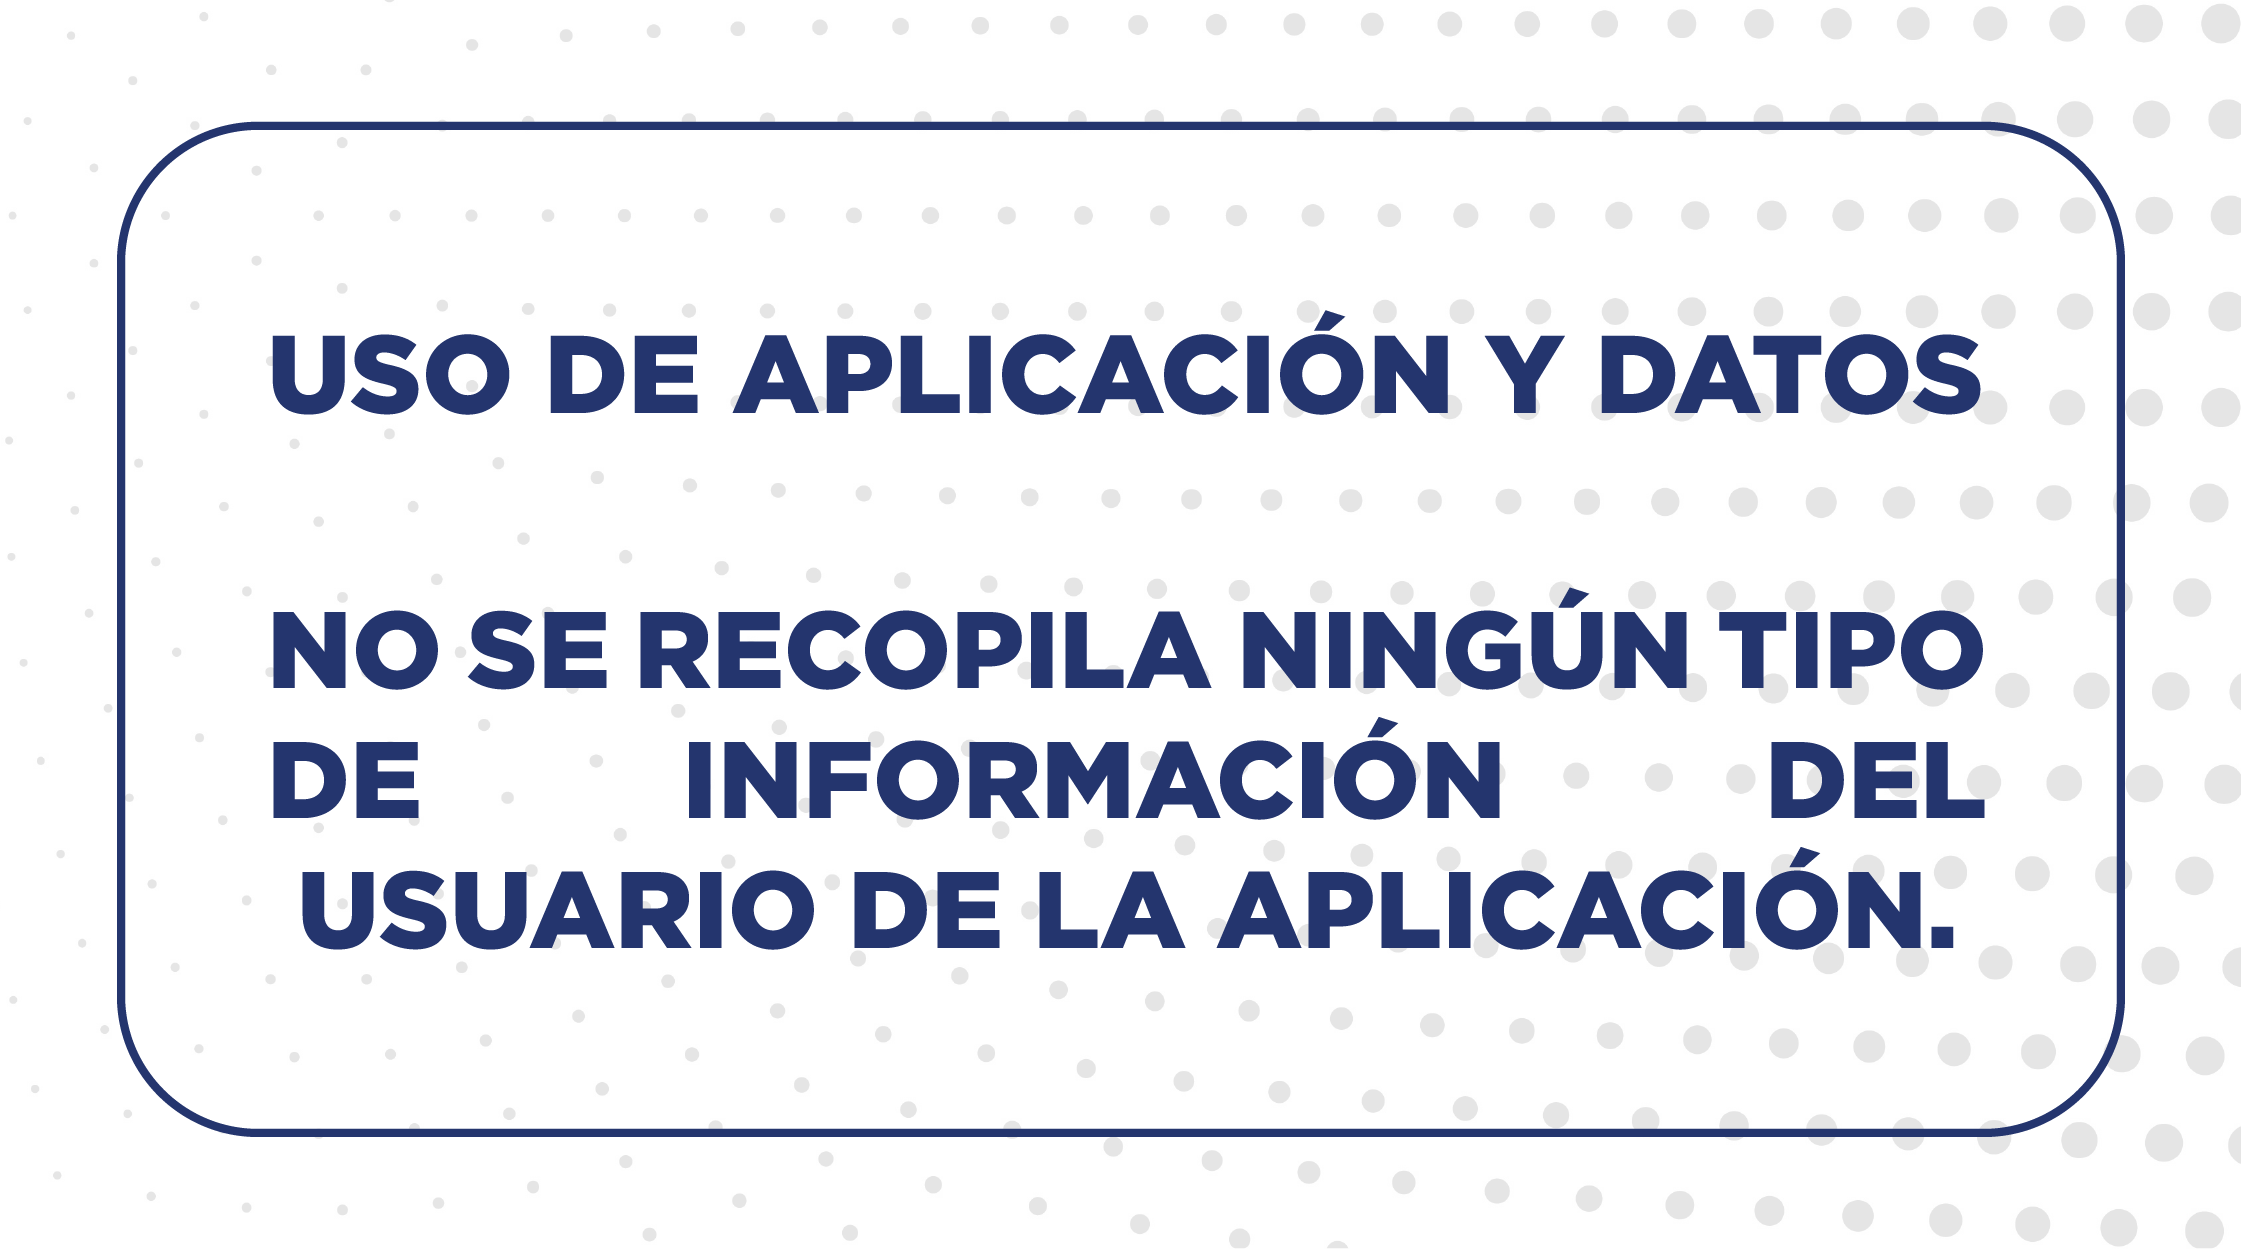 USO DE APLICACIÓN Y DATOS
NO SE RECOPILA NINGÚN TIPO
DE INFORMACIÓN DEL
USUARIO DE LA APLICACIÓN.